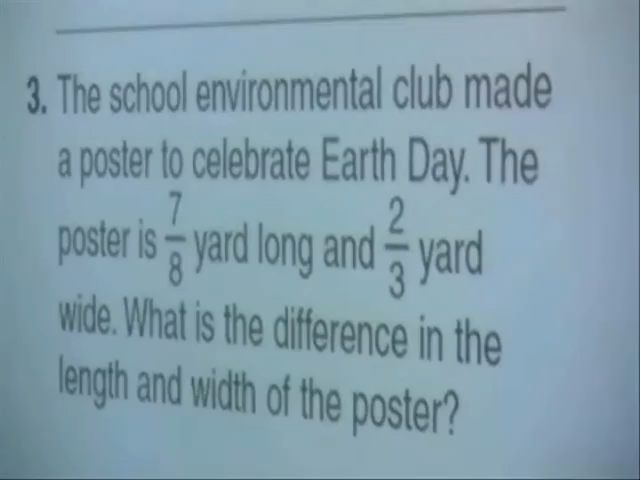 3. The school environmental club made
a poster to celebrate Earth Day. The
poster is 7/8 yard long and 2/3 yard
wide. What is the difference in the
length and width of the poster?